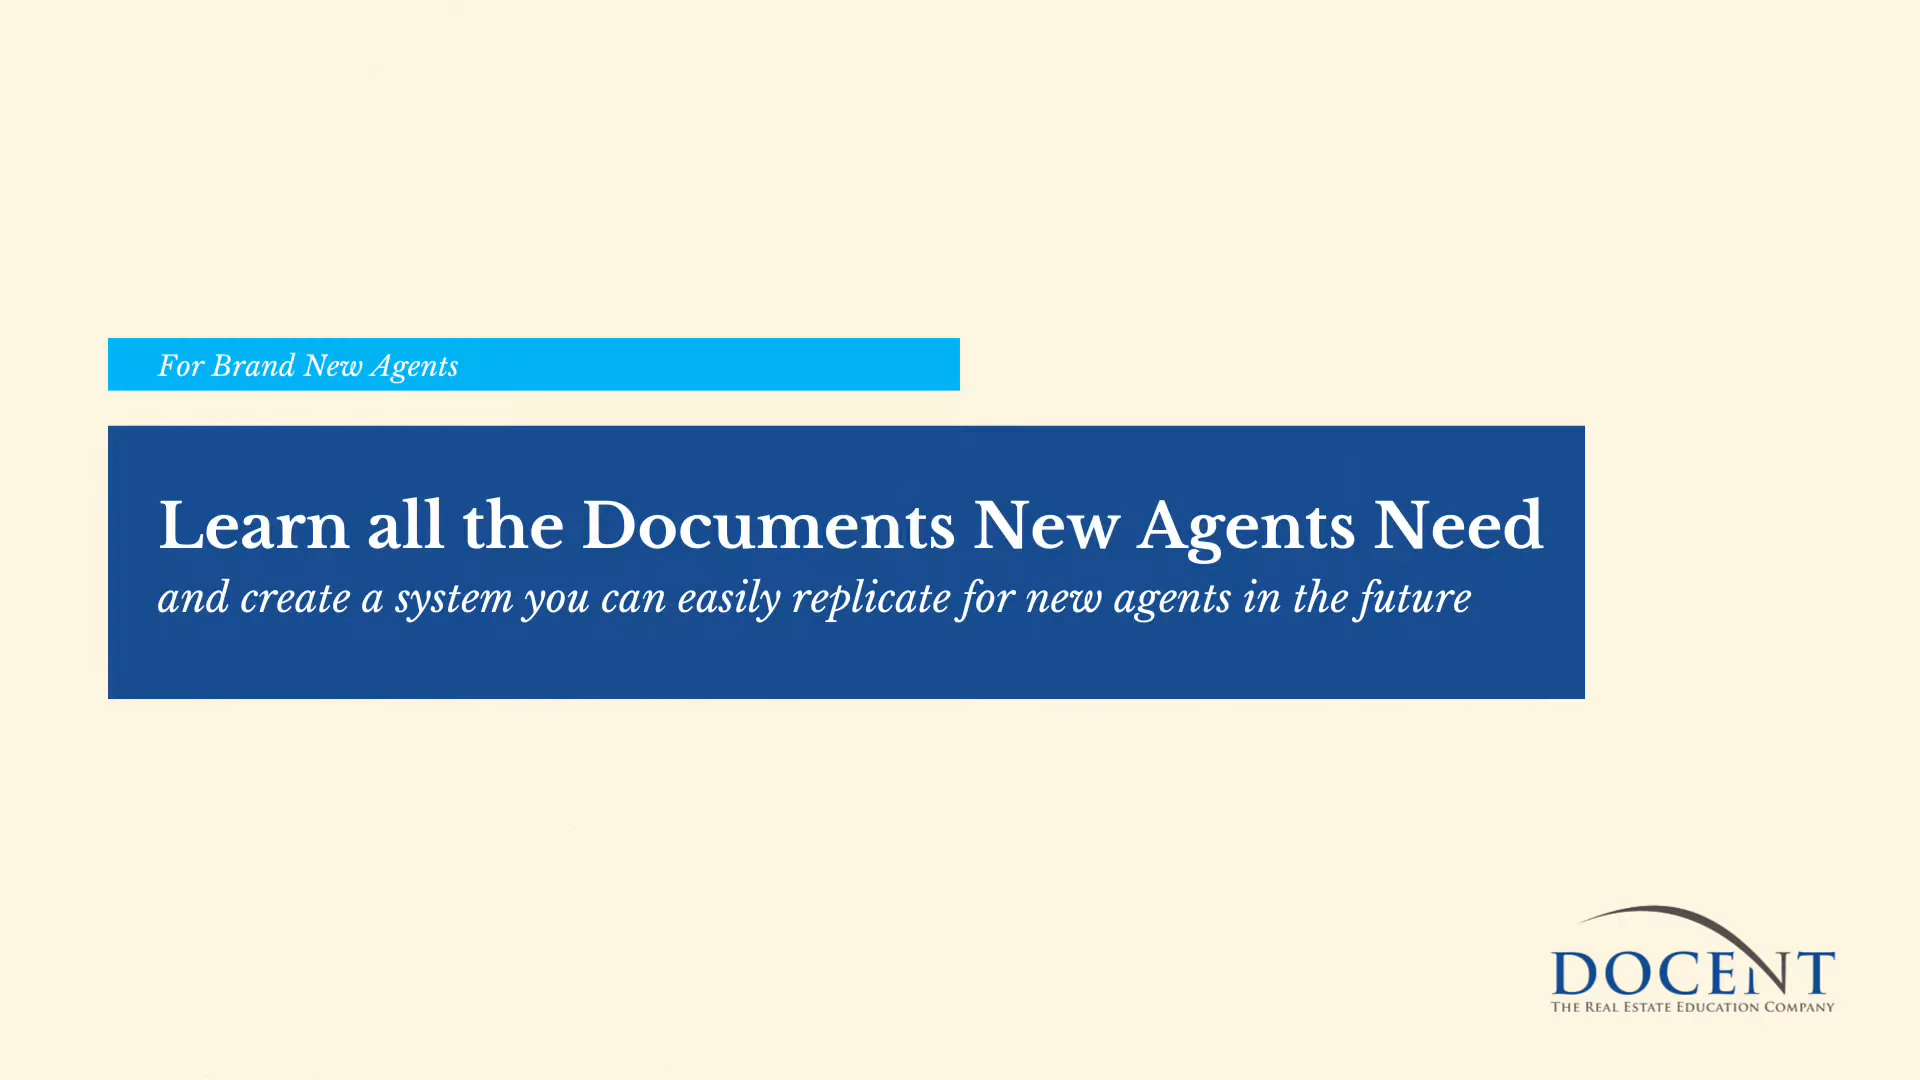 For Brand New Agents
Learn all the Documents New Agents Need
and create a system you can easily replicate for new agents in the future
DOCENT
THE REAL ESTATE EDUCATION COMPANY